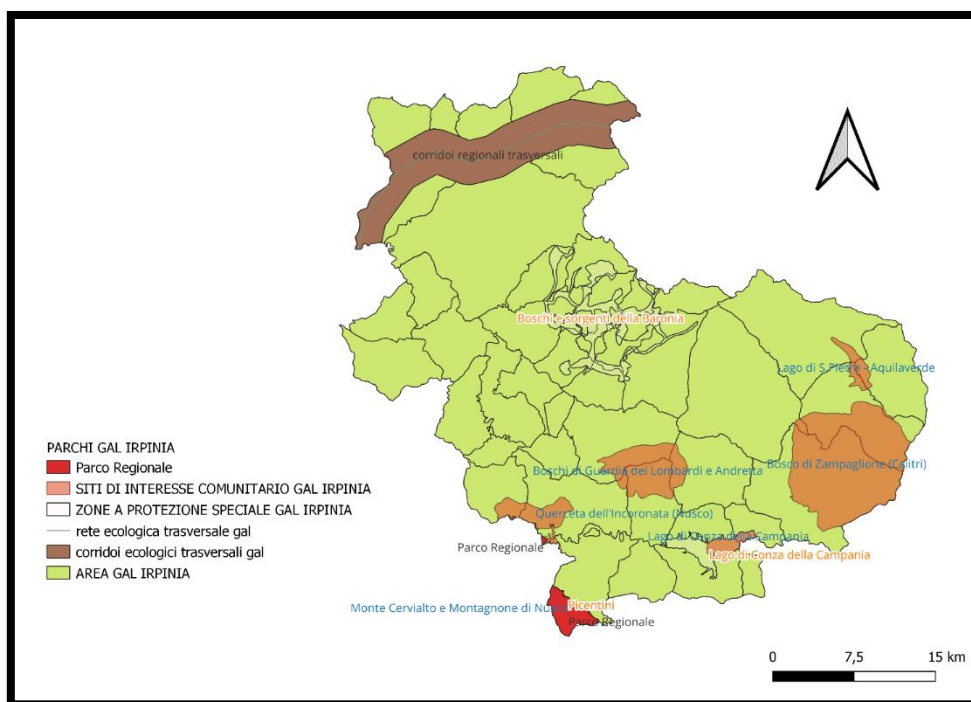 corridoi regionali trasversali
Boschi e sorgenti della Baronia
Lago di S.Pietro - Aquilaverde
Boschi di Guardia dei Lombardi e Andretta
Bosco di Zampaglione (Calitri)
Querceta dell'Incoronata (Nusco)
Lago di Conza della Campania
Parco Regionale
Lago di Conza della Campania
Monte Cervialto e Montagnone di
Picentini
Parco Regionale
PARCHI GAL IRPINIA
Parco Regionale
SITI DI INTERESSE COMUNITARIO GAL IRPINIA
ZONE A PROTEZIONE SPECIALE GAL IRPINIA
rete ecologica trasversale gal
corridoi ecologici trasversali gal
AREA GAL IRPINIA
0 7,5 15 km